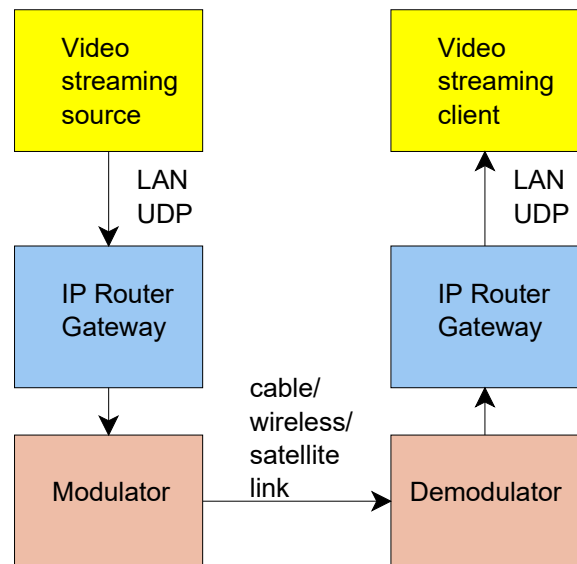 Video
streaming
source
Video
streaming
client
LAN
UDP
LAN
UDP
IP Router
Gateway
IP Router
Gateway
cable/
wireless/
satellite
link
Modulator
Demodulator